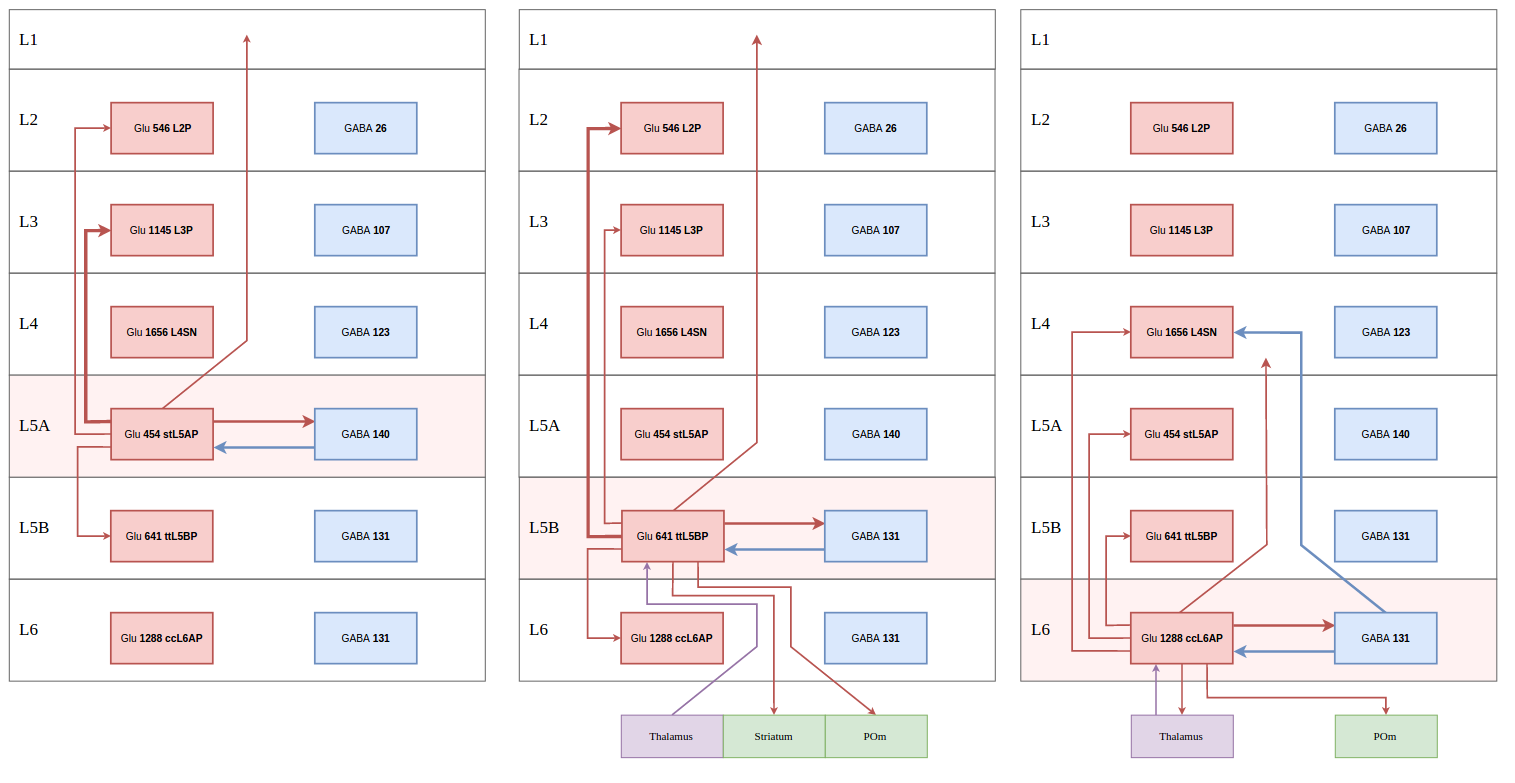 L1
L2
Glu 546 L2P
GABA 26
L3
Glu 1145 L3P
GABA 107
L4
Glu 1656 L4SN
GABA 123
L5A
Glu 454 stL5AP
GABA 140
L5B
Glu 641 ttL5BP
GABA 131
L6
Glu 1288 ccL6AP
GABA 131
L1
L2
Glu 546 L2P
GABA 26
L3
Glu 1145 L3P
GABA 107
L4
Glu 1656 L4SN
GABA 123
L5A
Glu 454 stL5AP
GABA 140
L5B
Glu 641 ttL5BP
GABA 131
L6
Glu 1288 ccL6AP
GABA 131
Thalamus
Striatum
POm
L1
L2
Glu 546 L2P
GABA 26
L3
Glu 1145 L3P
GABA 107
L4
Glu 1656 L4SN
GABA 123
L5A
Glu 454 stL5AP
GABA 140
L5B
Glu 641 ttL5BP
GABA 131
L6
Glu 1288 ccL6AP
GABA 131
Thalamus
POm